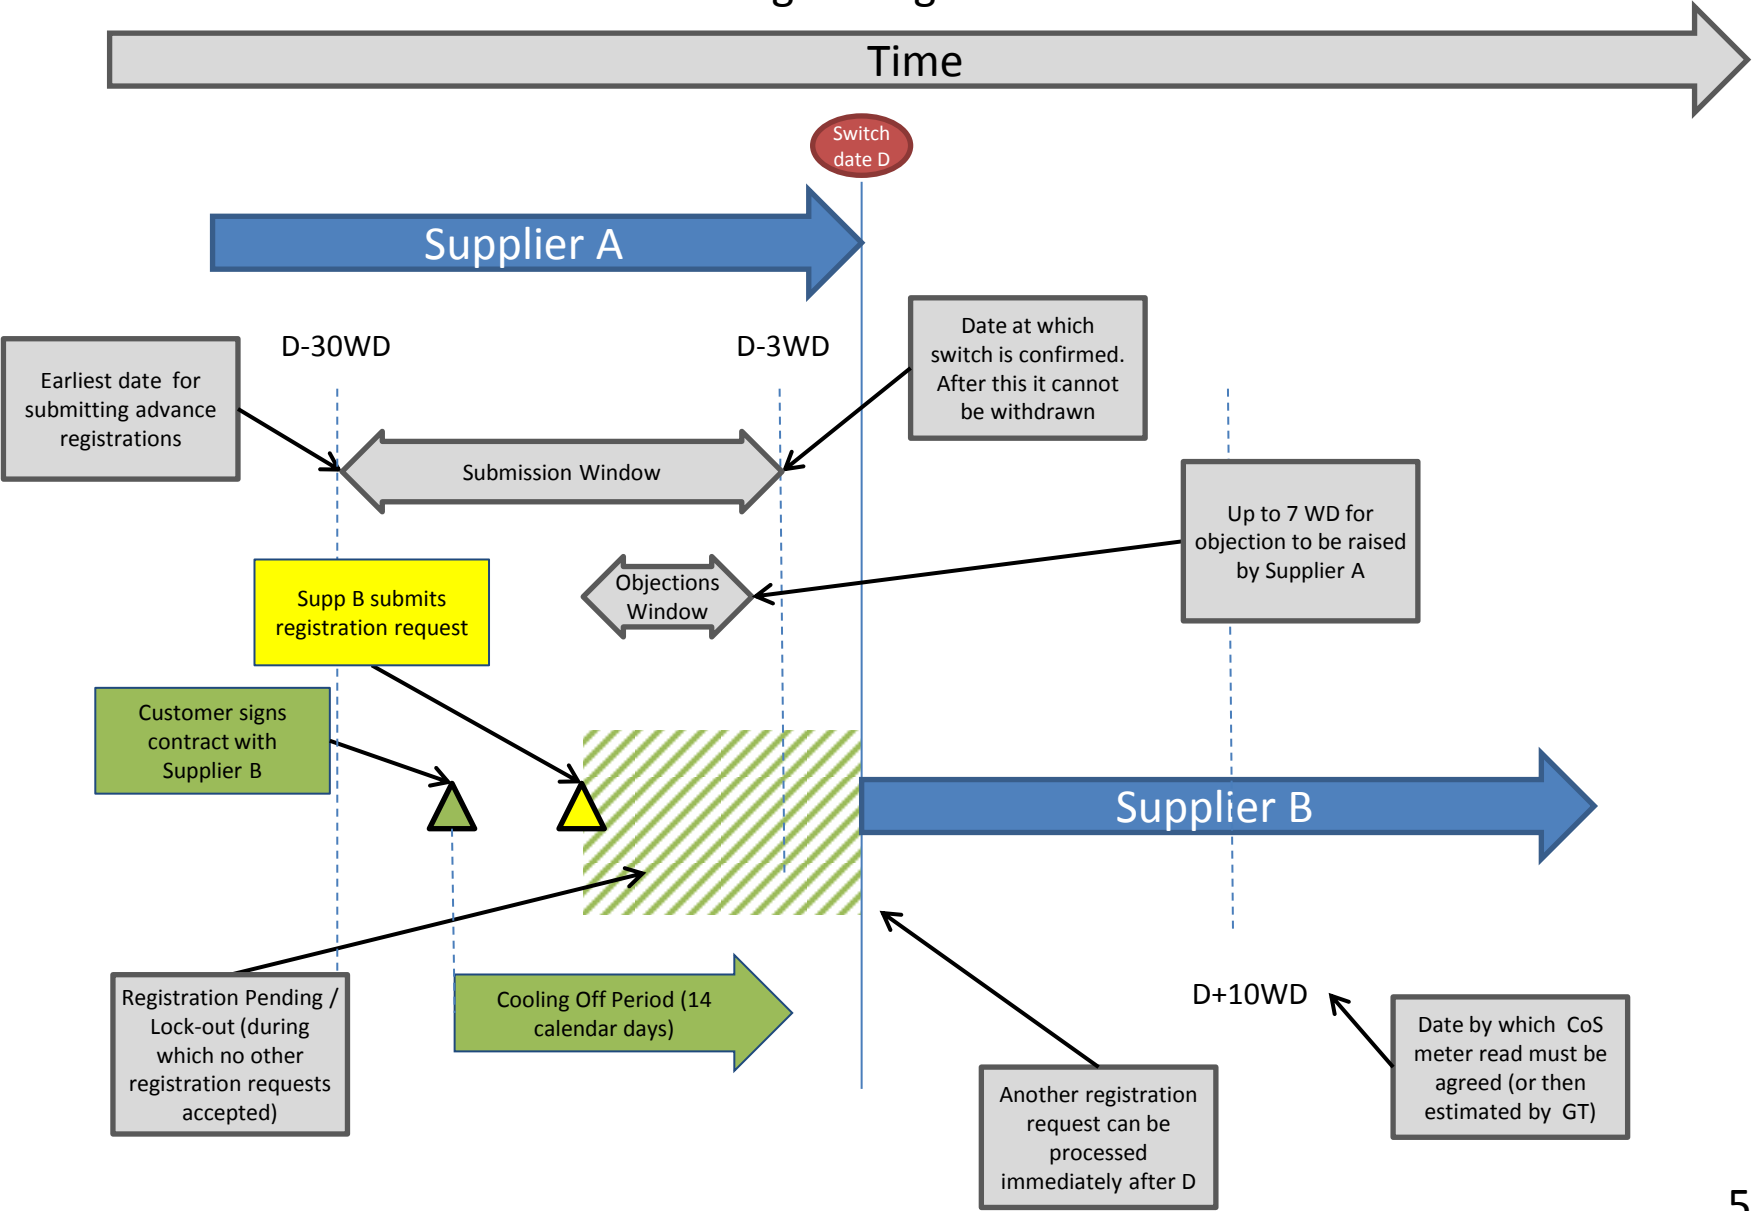 Time
Switch
date D
Supplier A
D-30WD
D-3WD
Date at which
switch is confirmed.
After this it cannot
be withdrawn
Earliest date for
submitting advance
registrations
Submission Window
Up to 7 WD for
objection to be raised
by Supplier A
Objections
Window
Supp B submits
registration request
Customer signs
contract with
Supplier B
Supplier B
Registration Pending /
Lock-out (during
which no other
registration requests
accepted)
Cooling Off Period (14
calendar days)
D+10WD
Date by which CoS
meter read must be
agreed (or then
estimated by GT)
Another registration
request can be
processed
immediately after D
5